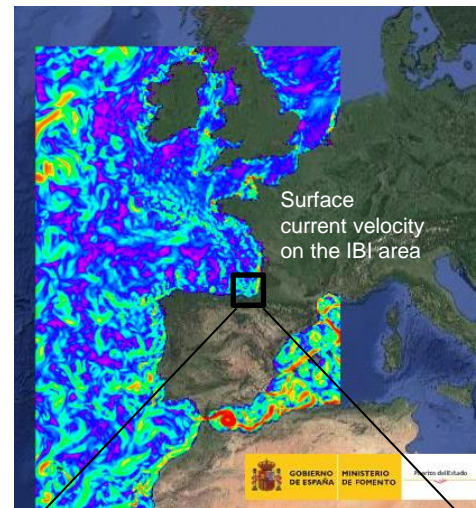 Surface
current velocity
on the IBI area
GOBIERNO MINISTERIO Puertos del Estado
DE ESPAÑA DE FOMENTO